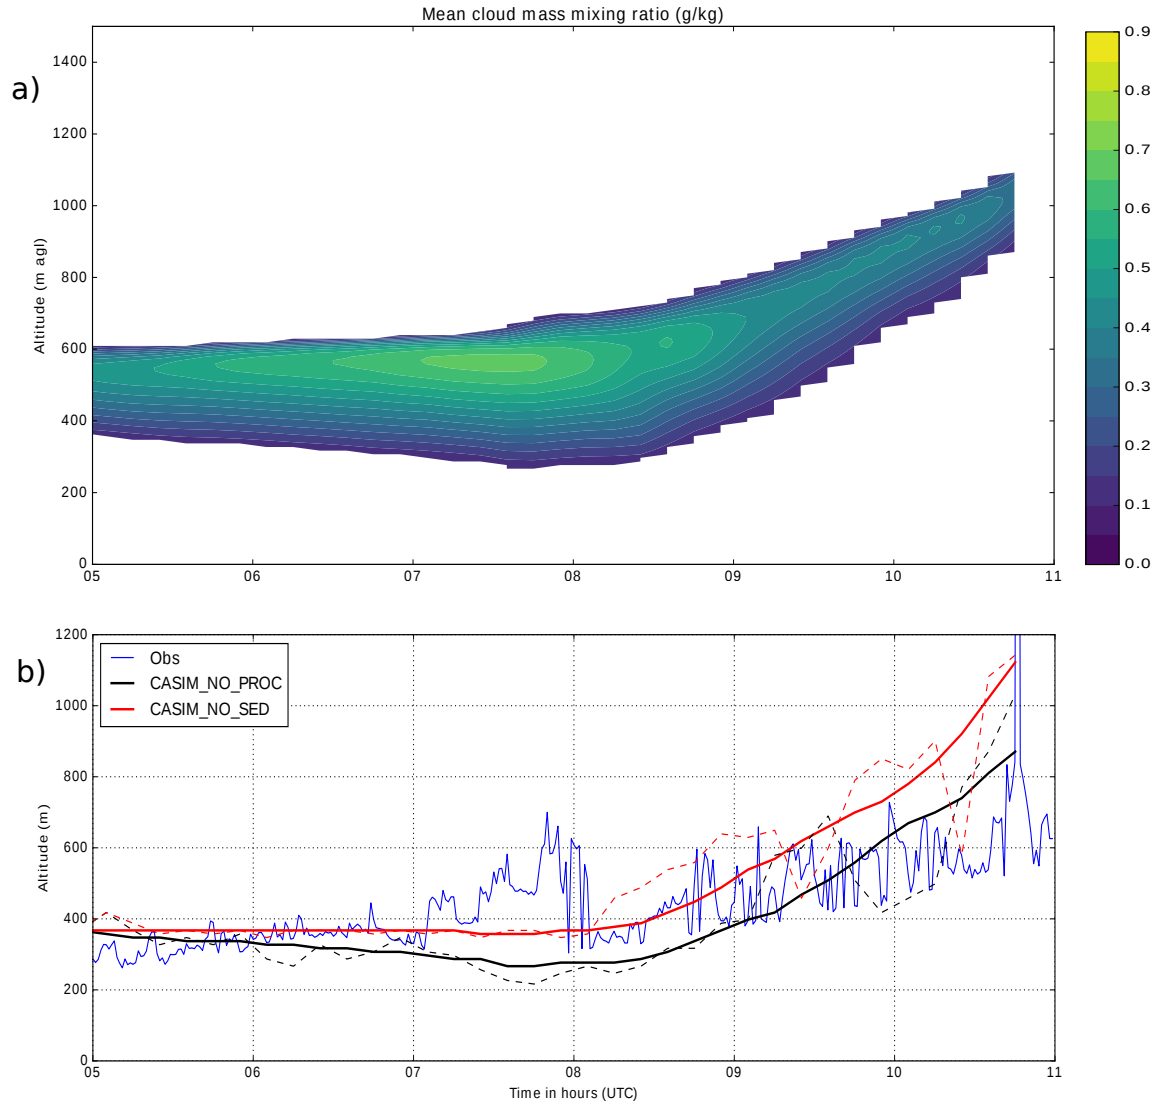 Mean cloud mass mixing ratio (g/kg)
a)
Altitude (m agl)
1400
1200
1000
800
600
400
200
0
05 06 07 08 09 10 11
0.9
0.8
0.7
0.6
0.5
0.4
0.3
0.2
0.1
0.0
b)
Altitude (m)
1200
1000
800
600
400
200
0
Obs
CASIM_NO_PROC
CASIM_NO_SED
05 06 07 08 09 10 11
Time in hours (UTC)